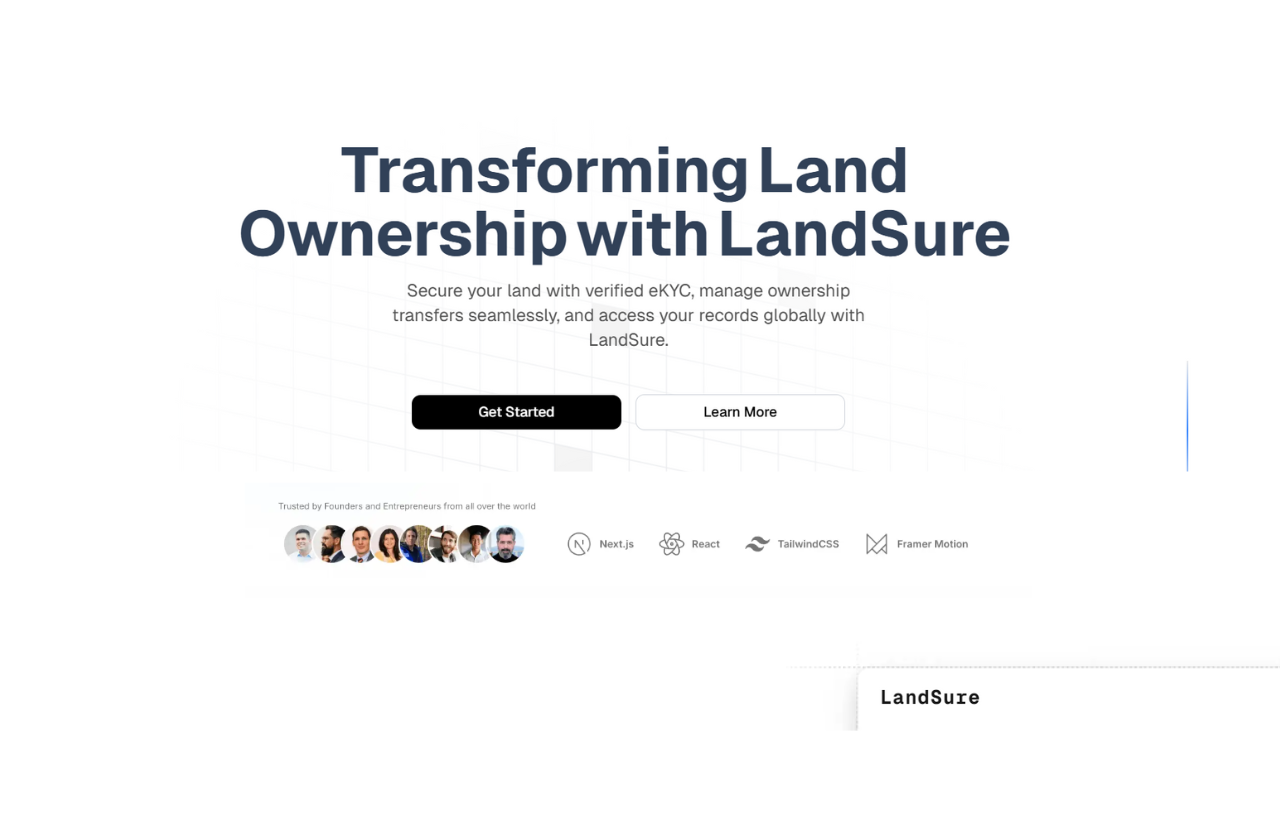 Transforming Land
Ownership with LandSure
Secure your land with verified eKYC, manage ownership
transfers seamlessly, and access your records globally with
LandSure.
Get Started
Learn More
Trusted by Founders and Entrepreneurs from all over the world
Next.js
React
TailwindCSS
Framer Motion
LandSure